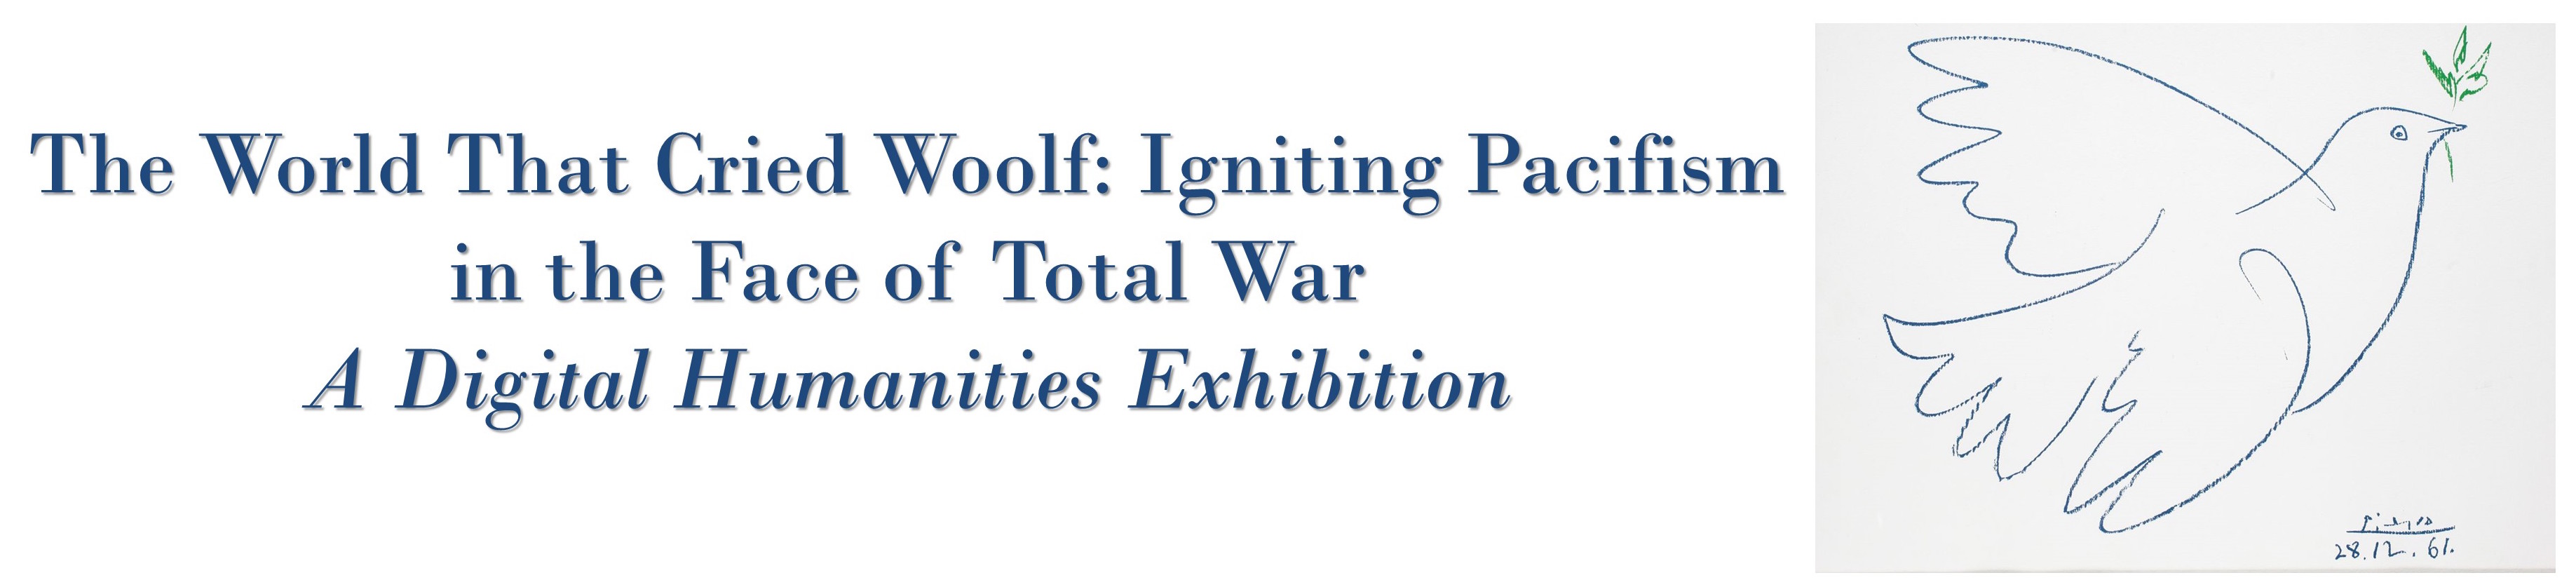 The World That Cried Woolf: Igniting Pacifism
in the Face of Total War
A Digital Humanities Exhibition
Picasso
28.12.61.